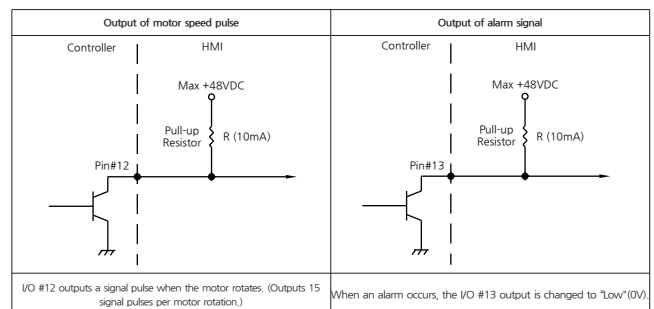 Output of motor speed pulse
Output of alarm signal
Controller
HMI
Max +48VDC
Pull-up
Resistor
R (10mA)
Pin#12
Controller
HMI
Max +48VDC
Pull-up
Resistor
R (10mA)
Pin#13
I/O #12 outputs a signal pulse when the motor rotates. (Outputs 15
signal pulses per motor rotation.)
When an alarm occurs, the I/O #13 output is changed to "Low"(0V).